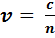 v = c/n